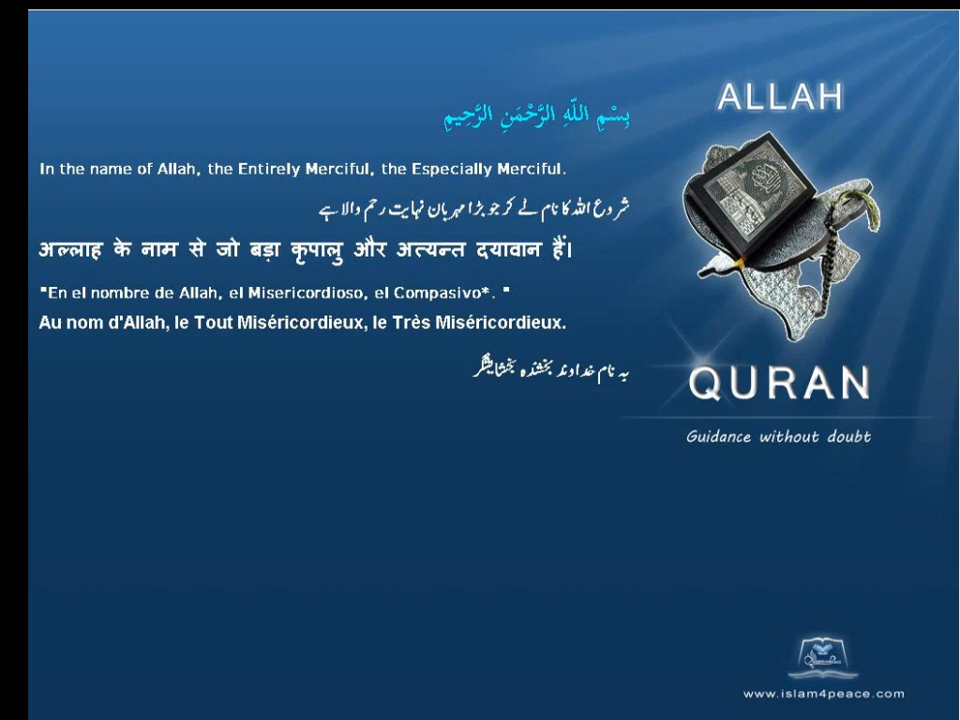 بِسْمِ اللّهِ الرَّحْمَنِ الرَّحِيمِ
In the name of Allah, the Entirely Merciful, the Especially Merciful.
شروع الله کا نام لے کر جو بڑا مہربان نہایت رحم والا ہے
अल्लाह के नाम से जो बड़ा कृपालु और अत्यन्त दयावान हैं।
"En el nombre de Allah, el Misericordioso, el Compasivo*. "
Au nom d'Allah, le Tout Miséricordieux, le Très Miséricordieux.
به نام خداوند بخشنده بخشایشگر
ALLAH
QURAN
Guidance without doubt
www.islam4peace.com